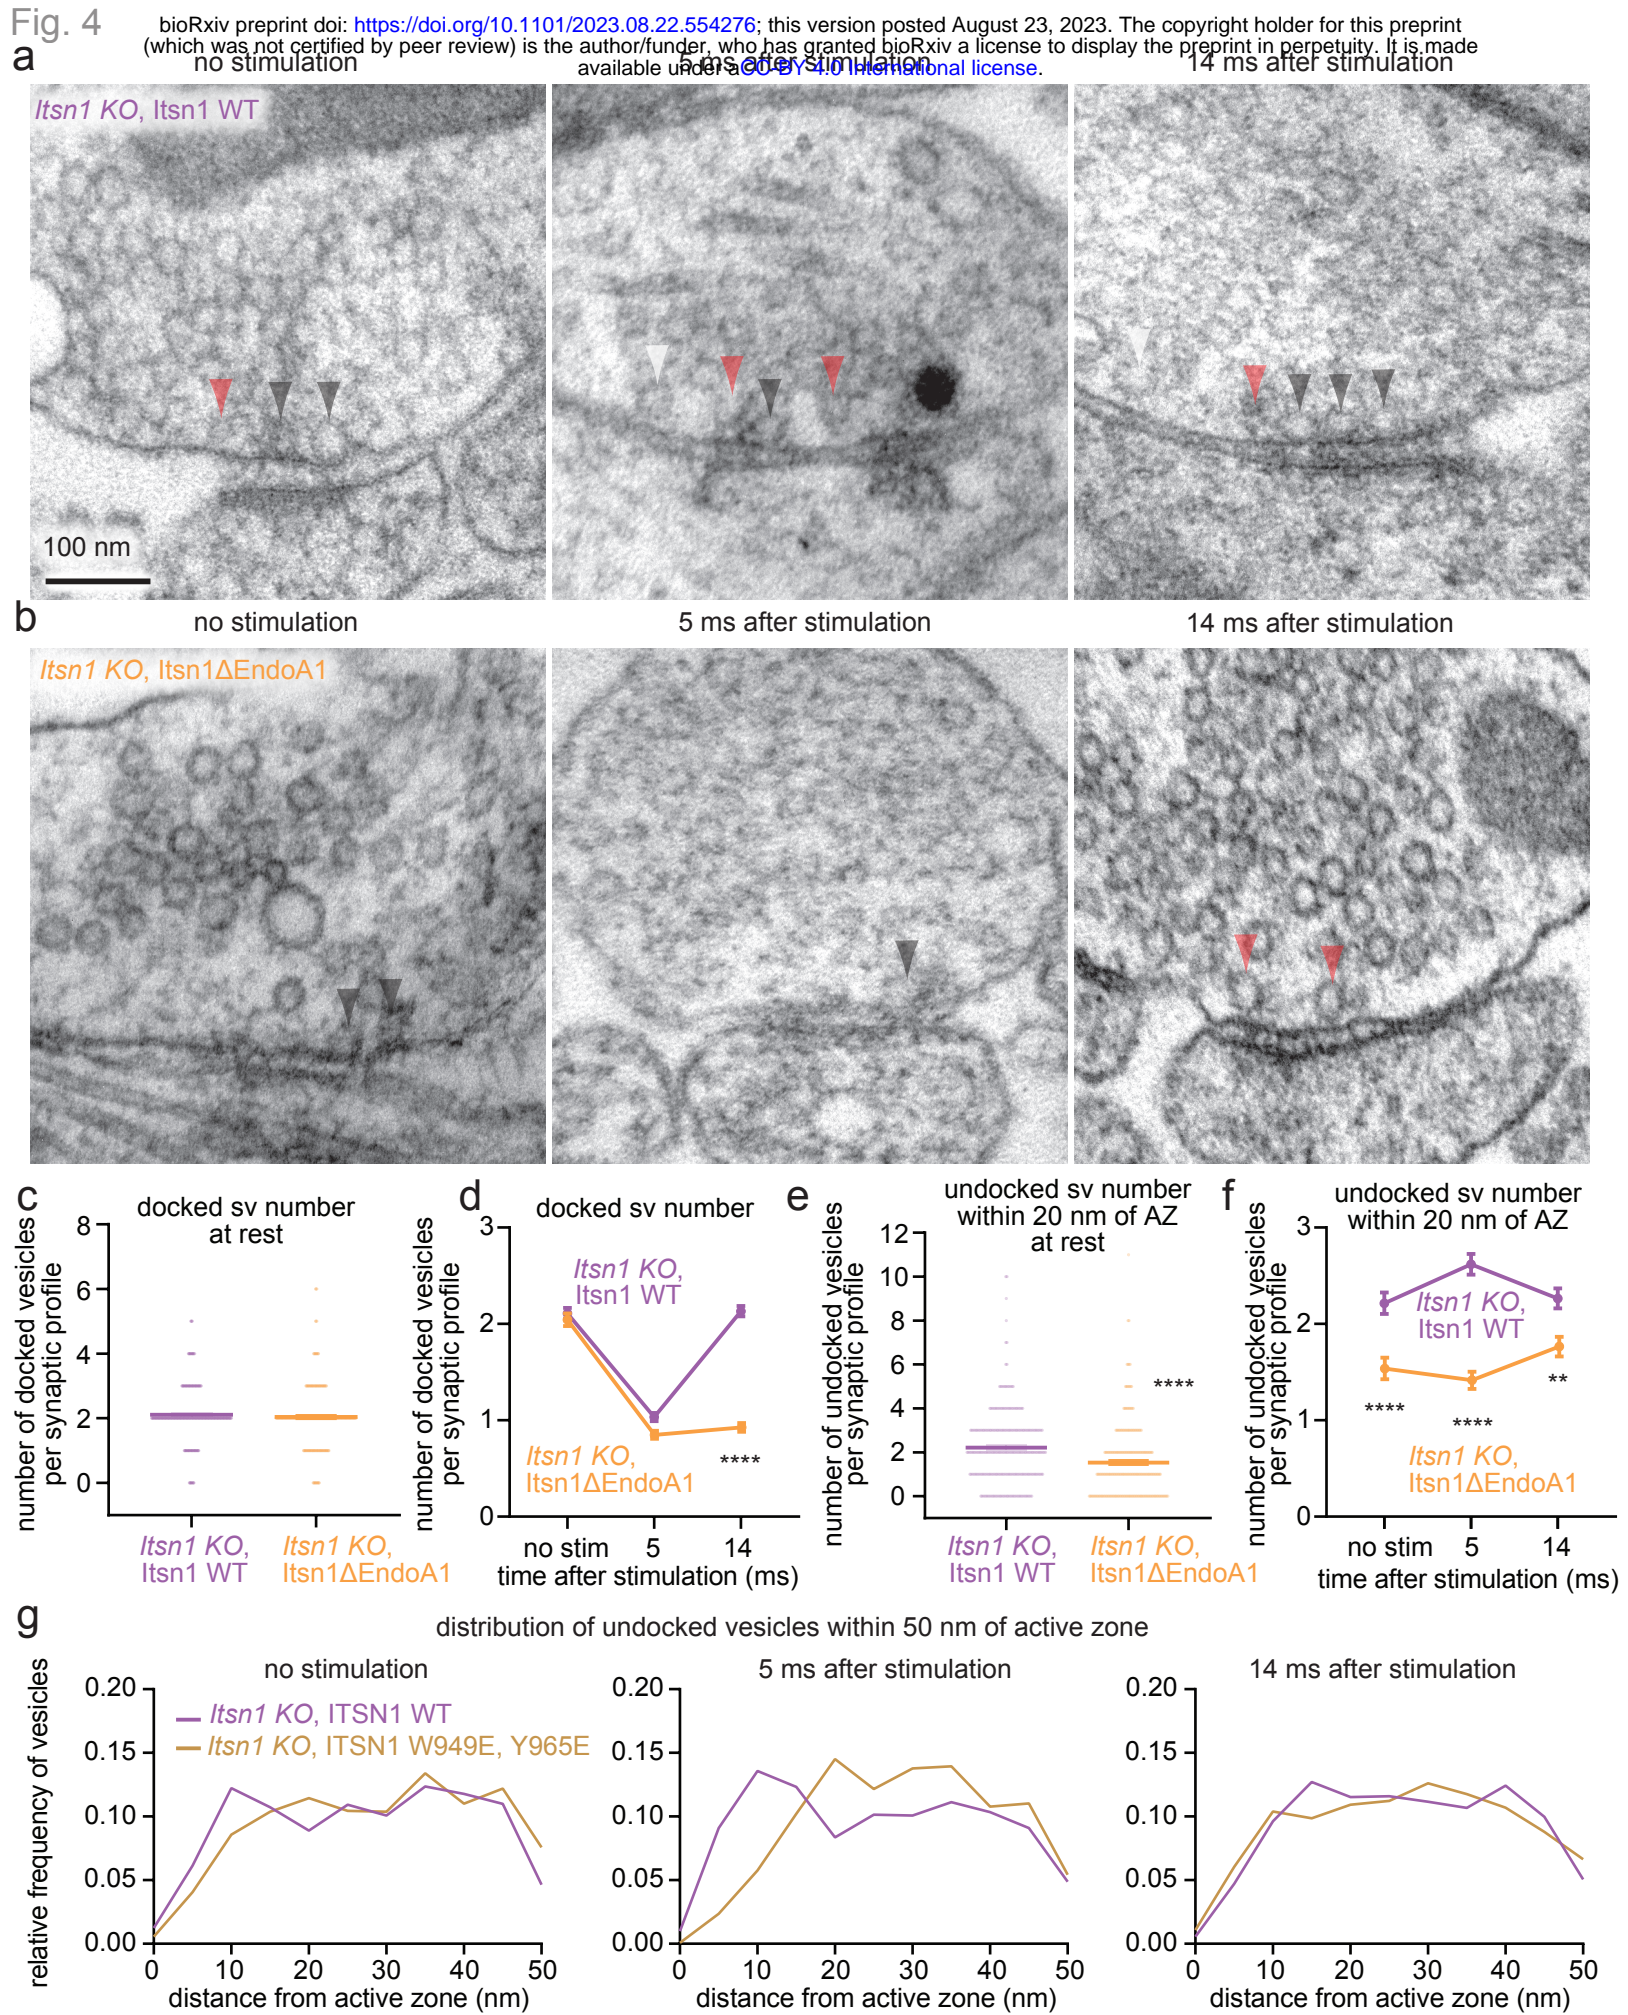 Fig. 4
bioRxiv preprint doi: https://doi.org/10.1101/2023.08.22.554276; this version posted August 23, 2023. The copyright holder for this preprint
(which was not certified by peer review) is the author/funder, who has granted bioRxiv a license to display the preprint in perpetuity. It is made
available under aCC-BY 4.0 International license.
a
no stimulation
5 ms after stimulation
14 ms after stimulation
Itsn1 KO, Itsn1 WT
100 nm
b
no stimulation
5 ms after stimulation
14 ms after stimulation
Itsn1 KO, Itsn1ΔEndoA1
c
docked sv number
at rest
number of docked vesicles
per synaptic profile
8
6
4
2
0
Itsn1 KO,
Itsn1 WT
Itsn1 KO,
Itsn1ΔEndoA1
d
docked sv number
number of docked vesicles
per synaptic profile
3
2
1
0
Itsn1 KO,
Itsn1 WT
Itsn1 KO,
Itsn1ΔEndoA1
****
no stim 5 14
time after stimulation (ms)
e
undocked sv number
within 20 nm of AZ
at rest
number of undocked vesicles
per synaptic profile
12
10
8
6
4
2
0
****
Itsn1 KO,
Itsn1 WT
Itsn1 KO,
Itsn1ΔEndoA1
f
undocked sv number
within 20 nm of AZ
number of undocked vesicles
per synaptic profile
3
2
1
0
Itsn1 KO,
Itsn1 WT
**
****
****
Itsn1 KO,
Itsn1ΔEndoA1
no stim 5 14
time after stimulation (ms)
g
distribution of undocked vesicles within 50 nm of active zone
relative frequency of vesicles
no stimulation
0.20
0.15
0.10
0.05
0.00
Itsn1 KO, ITSN1 WT
Itsn1 KO, ITSN1 W949E, Y965E
0 10 20 30 40 50
distance from active zone (nm)
5 ms after stimulation
0.20
0.15
0.10
0.05
0.00
0 10 20 30 40 50
distance from active zone (nm)
14 ms after stimulation
0.20
0.15
0.10
0.05
0.00
0 10 20 30 40 50
distance from active zone (nm)